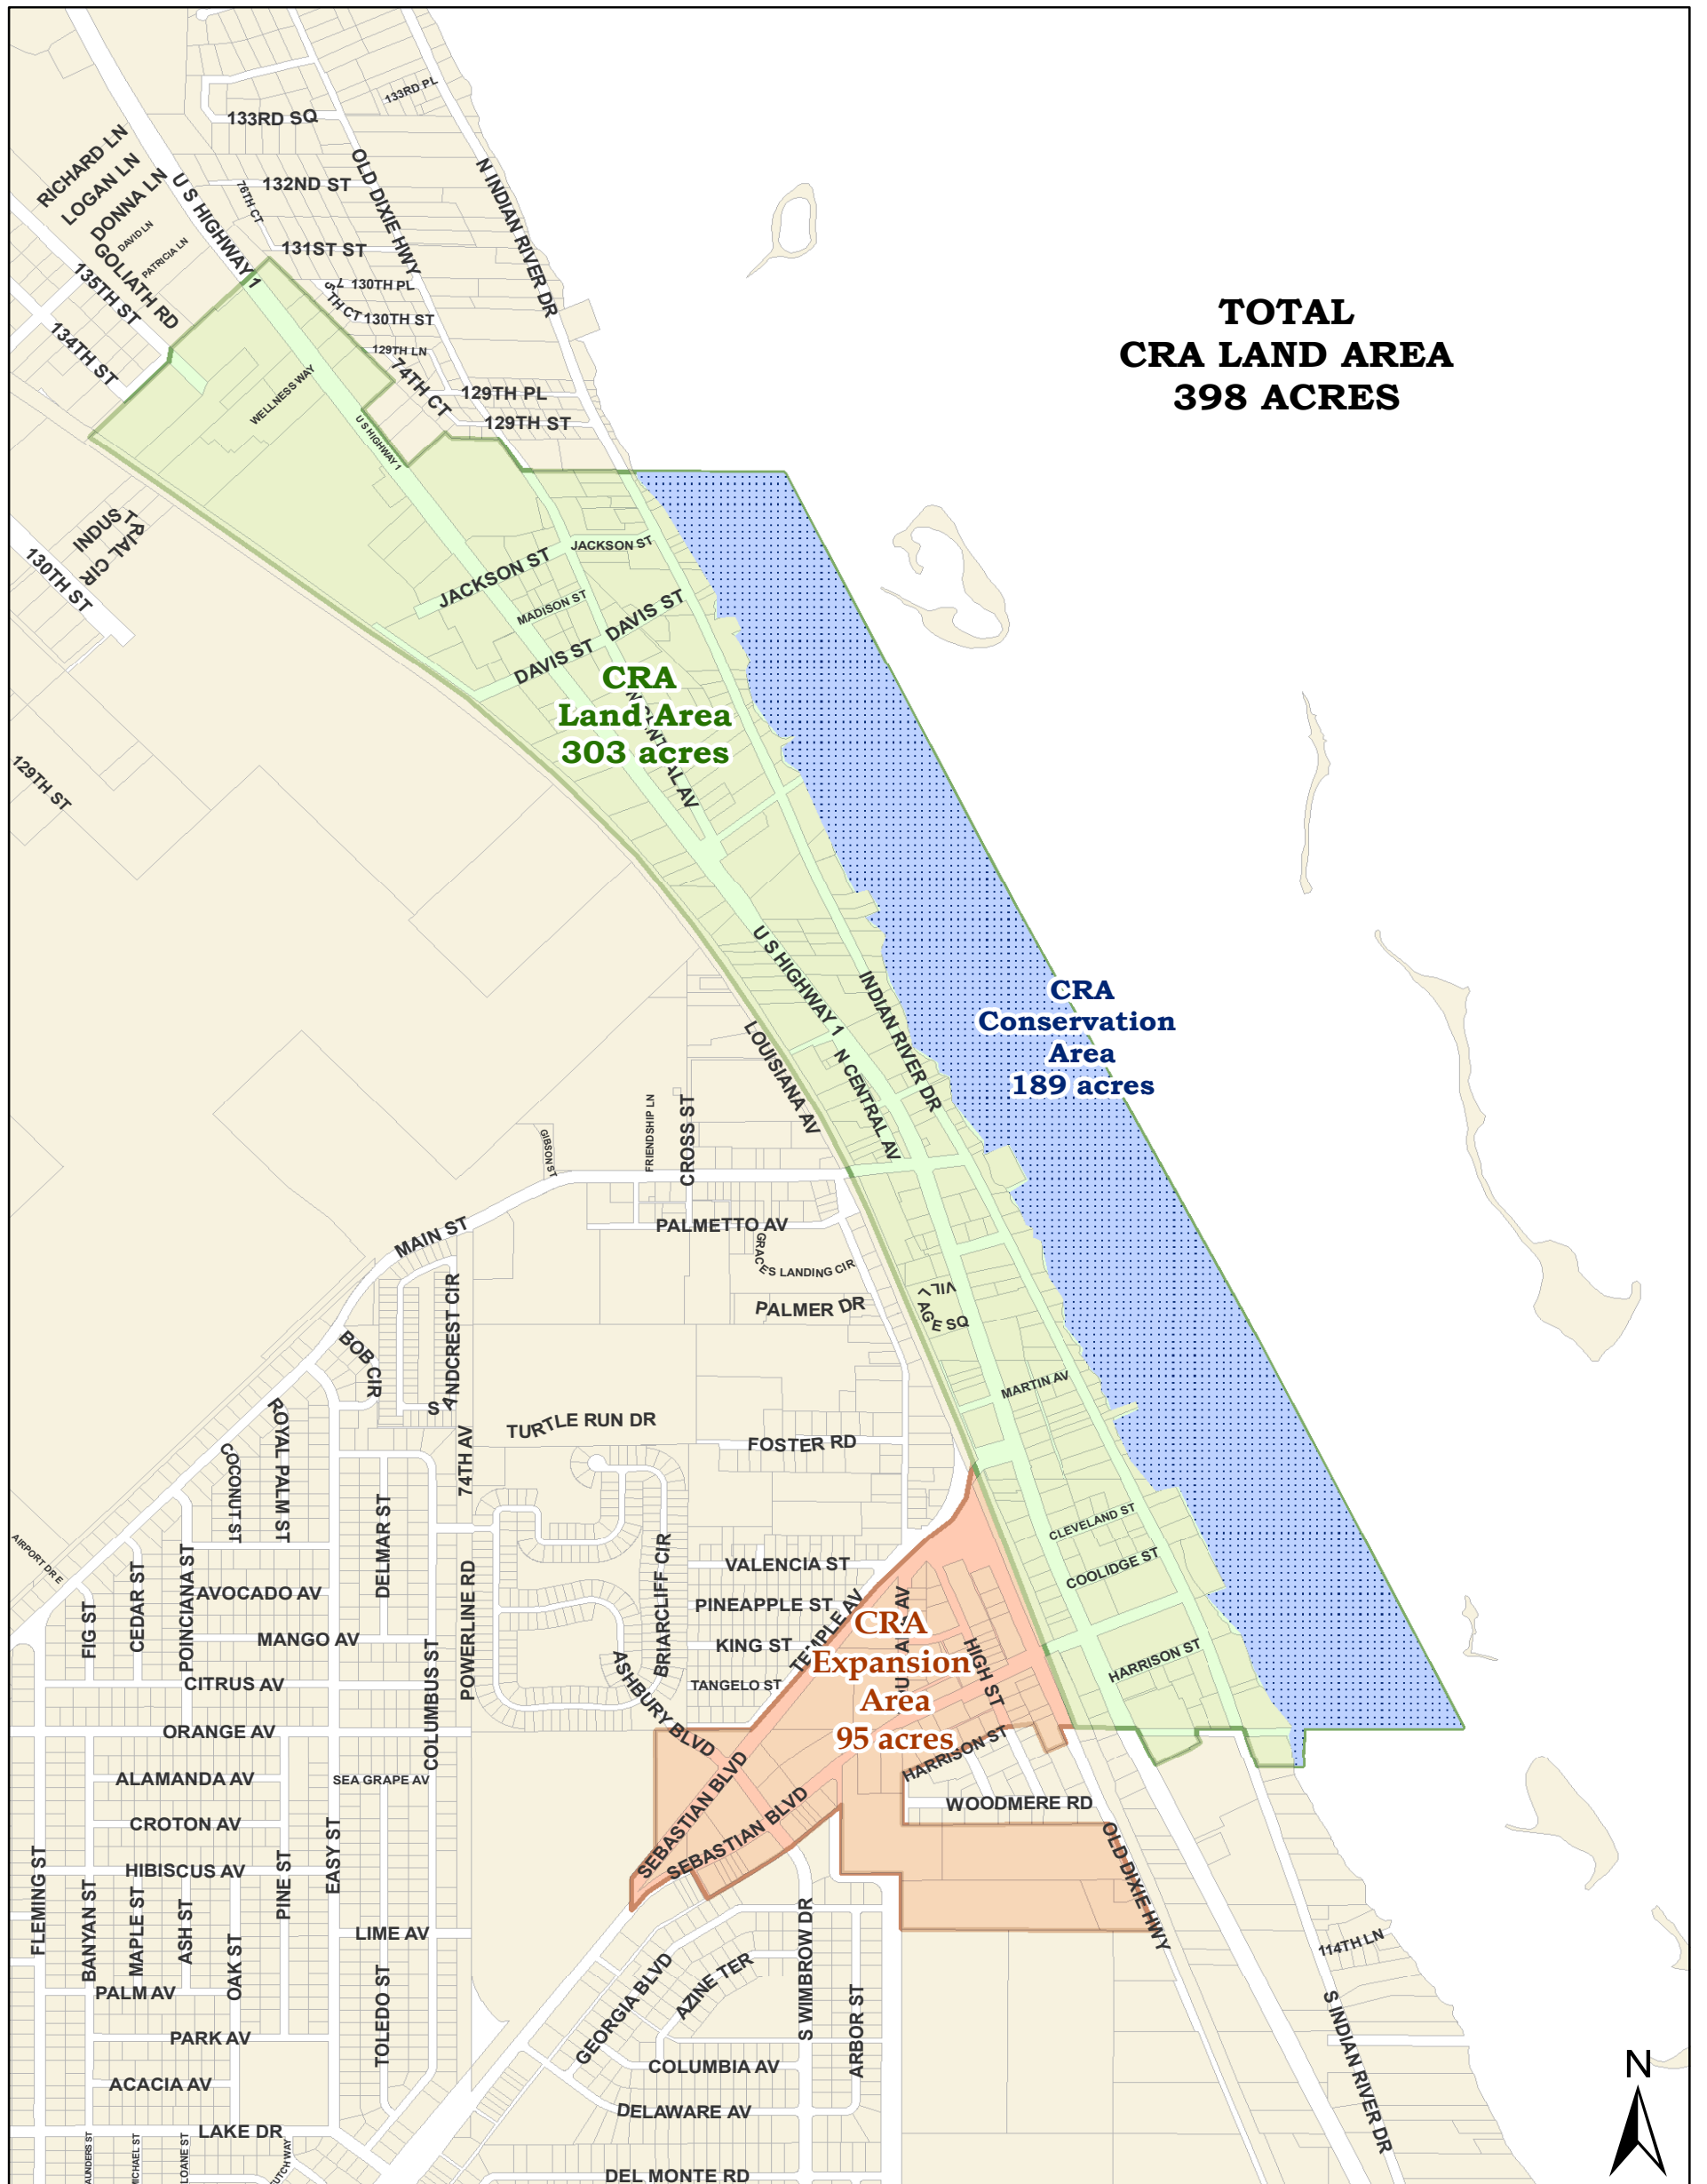 133RD PL
133RD SQ
RICHARD LN
LOGAN LN
DONNA LN
DAVID LN
PATRICIA LN
GOLIATH RD
135TH ST
134TH ST
U S HIGHWAY 1
76TH CT
132ND ST
OLD DIXIE HWY
N INDIAN RIVER DR
131ST ST
75TH CT
130TH PL
130TH ST
129TH LN
74TH CT
129TH PL
129TH ST
TOTAL
CRA LAND AREA
398 ACRES
WELLNESS WAY
U S HIGHWAY 1
INDUSTRIAL CIR
130TH ST
129TH ST
JACKSON ST
JACKSON ST
MADISON ST
DAVIS ST
DAVIS ST
CRA
Land Area
303 acres
N CENTRAL AV
U S HIGHWAY 1
INDIAN RIVER DR
CRA
Conservation
Area
189 acres
LOUISIANA AV
N CENTRAL AV
GIBSON ST
FRIENDSHIP LN
CROSS ST
MAIN ST
PALMETTO AV
GRACES LANDING CIR
PALMER DR
VILLAGE SQ
SANDCREST CIR
BOB CIR
MARTIN AV
ROYAL PALM ST
COCONUT ST
74TH AV
TURTLE RUN DR
FOSTER RD
AIRPORT DR E
DELMAR ST
CLEVELAND ST
COOLIDGE ST
HARRISON ST
FIG ST
CEDAR ST
POINCIANA ST
AVOCADO AV
MANGO AV
CITRUS AV
ORANGE AV
COLUMBUS ST
POWERLINE RD
BRIARCLIFF CIR
ASHBURY BLVD
VALENCIA ST
PINEAPPLE ST
KING ST
TANGELO ST
TEMPLE AV
CRA
Expansion
Area
95 acres
HIGH ST
HARRISON ST
WOODMERE RD
SEBASTIAN BLVD
SEBASTIAN BLVD
OLD DIXIE HWY
ALAMANDA AV
SEA GRAPE AV
CROTON AV
HIBISCUS AV
FLEMING ST
BANYAN ST
MAPLE ST
ASH ST
OAK ST
PINE ST
EASY ST
LIME AV
TOLEDO ST
PALM AV
PARK AV
ACACIA AV
LAKE DR
GEORGIA BLVD
AZINE TER
S WIMBROW DR
ARBOR ST
COLUMBIA AV
DELAWARE AV
DEL MONTE RD
114TH LN
S INDIAN RIVER DR
N